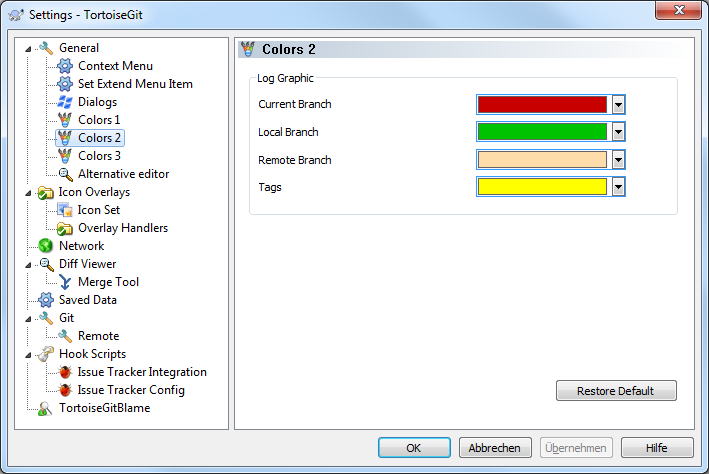 Settings - TortoiseGit
General
Context Menu
Set Extend Menu Item
Dialogs
Colors 1
Colors 2
Colors 3
Alternative editor
Icon Overlays
Icon Set
Overlay Handlers
Network
Diff Viewer
Merge Tool
Saved Data
Git
Remote
Hook Scripts
Issue Tracker Integration
Issue Tracker Config
TortoiseGitBlame
Colors 2
Log Graphic
Current Branch
Local Branch
Remote Branch
Tags
Restore Default
OK Abbrechen Übernehmen Hilfe